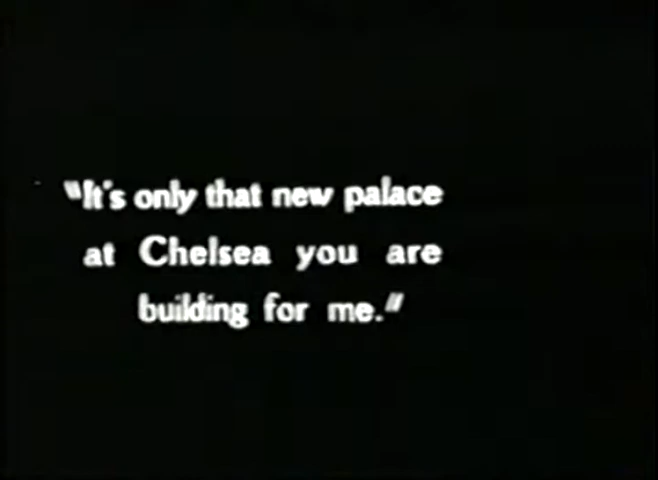 "It's only that new palace
at Chelsea you are
building for me."